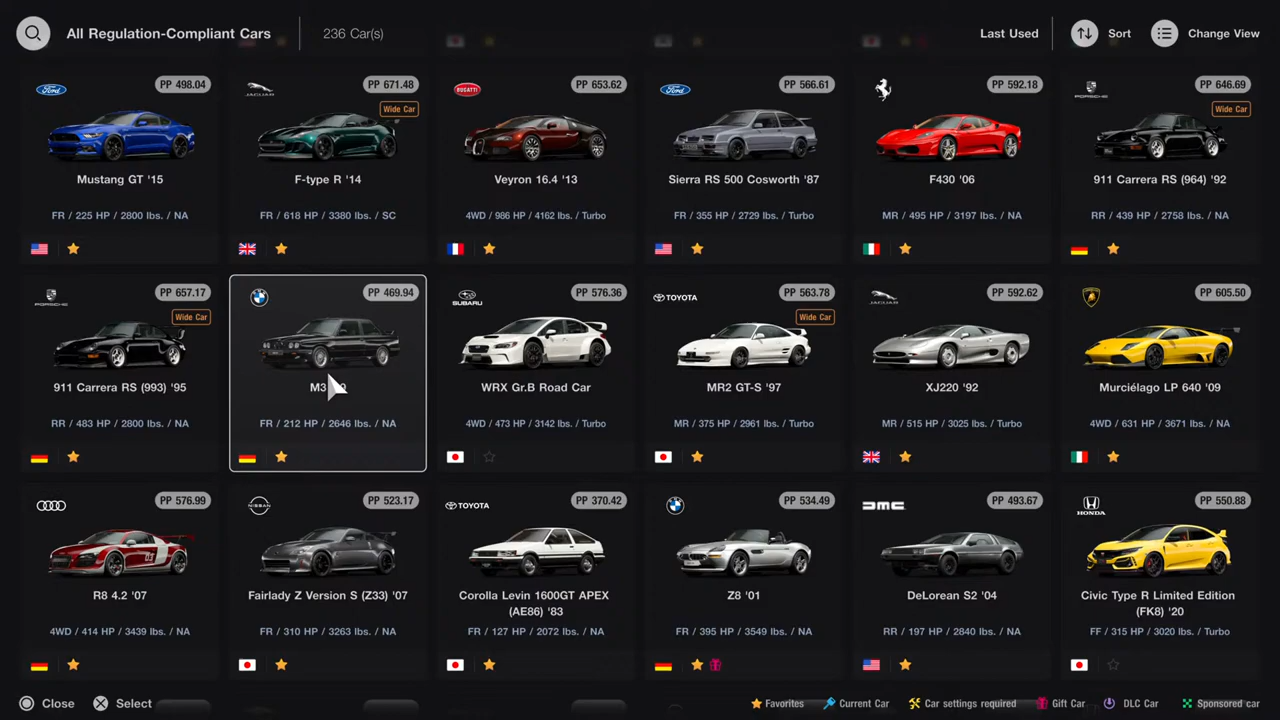 All Regulation-Compliant Cars
236 Car(s)
Last Used
Sort
Change View
Ford
PP 498.04
Mustang GT '15
FR / 225 HP / 2800 lbs. / NA
JAGUAR
PP 671.48
Wide Car
F-type R '14
FR / 618 HP / 3380 lbs. / SC
BUGATTI
PP 653.62
Veyron 16.4 '13
4WD / 986 HP / 4162 lbs. / Turbo
Ford
PP 566.61
Sierra RS 500 Cosworth '87
FR / 355 HP / 2729 lbs. / Turbo
PP 592.18
F430 '06
MR / 495 HP / 3197 lbs. / NA
PORSCHE
PP 646.69
Wide Car
911 Carrera RS (964) '92
RR / 439 HP / 2758 lbs. / NA
PORSCHE
PP 657.17
Wide Car
911 Carrera RS (993) '95
RR / 483 HP / 2800 lbs. / NA
PP 469.94
FR / 212 HP / 2646 lbs. / NA
SUBARU
PP 576.36
WRX Gr.B Road Car
4WD / 473 HP / 3142 lbs. / Turbo
TOYOTA
PP 563.78
Wide Car
MR2 GT-S '97
MR / 375 HP / 2961 lbs. / Turbo
JAGUAR
PP 592.62
XJ220 '92
MR / 515 HP / 3025 lbs. / Turbo
PP 605.50
Murciélago LP 640 '09
4WD / 631 HP / 3671 lbs. / NA
PP 576.99
R8 4.2 '07
4WD / 414 HP / 3439 lbs. / NA
NISSAN
PP 523.17
Fairlady Z Version S (Z33) '07
FR / 310 HP / 3263 lbs. / NA
TOYOTA
PP 370.42
Corolla Levin 1600GT APEX
(AE86) '83
FR / 127 HP / 2072 lbs. / NA
PP 534.49
Z8 '01
FR / 395 HP / 3549 lbs. / NA
DMC
PP 493.67
DeLorean S2 '04
RR / 197 HP / 2840 lbs. / NA
HONDA
PP 550.88
Civic Type R Limited Edition
(FK8) '20
FF / 315 HP / 3020 lbs. / Turbo
Close
Select
Favorites
Current Car
Car settings required
Gift Car
DLC Car
Sponsored car